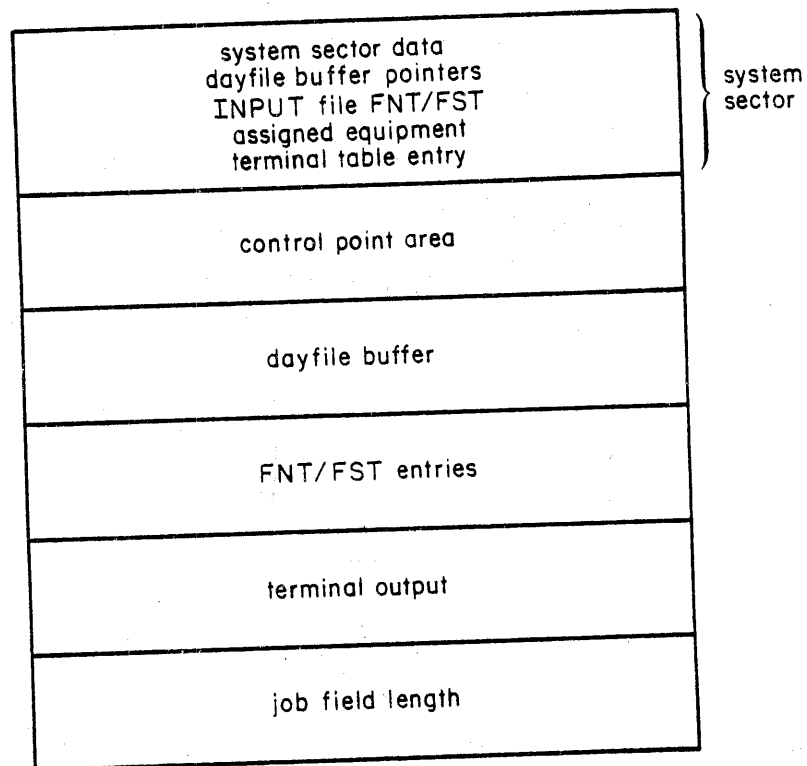 system sector data
dayfile buffer pointers
INPUT file FNT/FST
assigned equipment
terminal table entry
system
sector
control point area
dayfile buffer
FNT/FST entries
terminal output
job field length